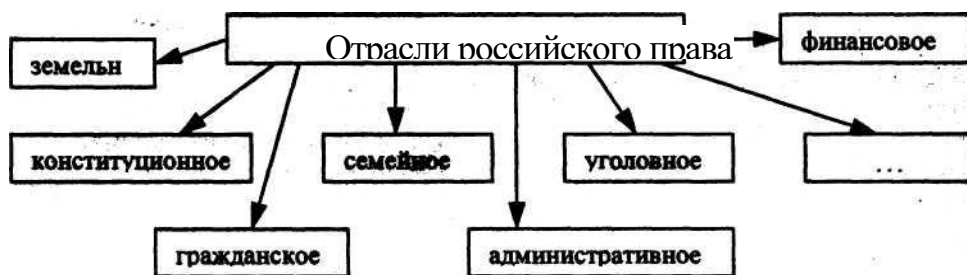 Отрасли российского права
финансовое
земельн
конституционное
семейное
уголовное
...
гражданское
административное